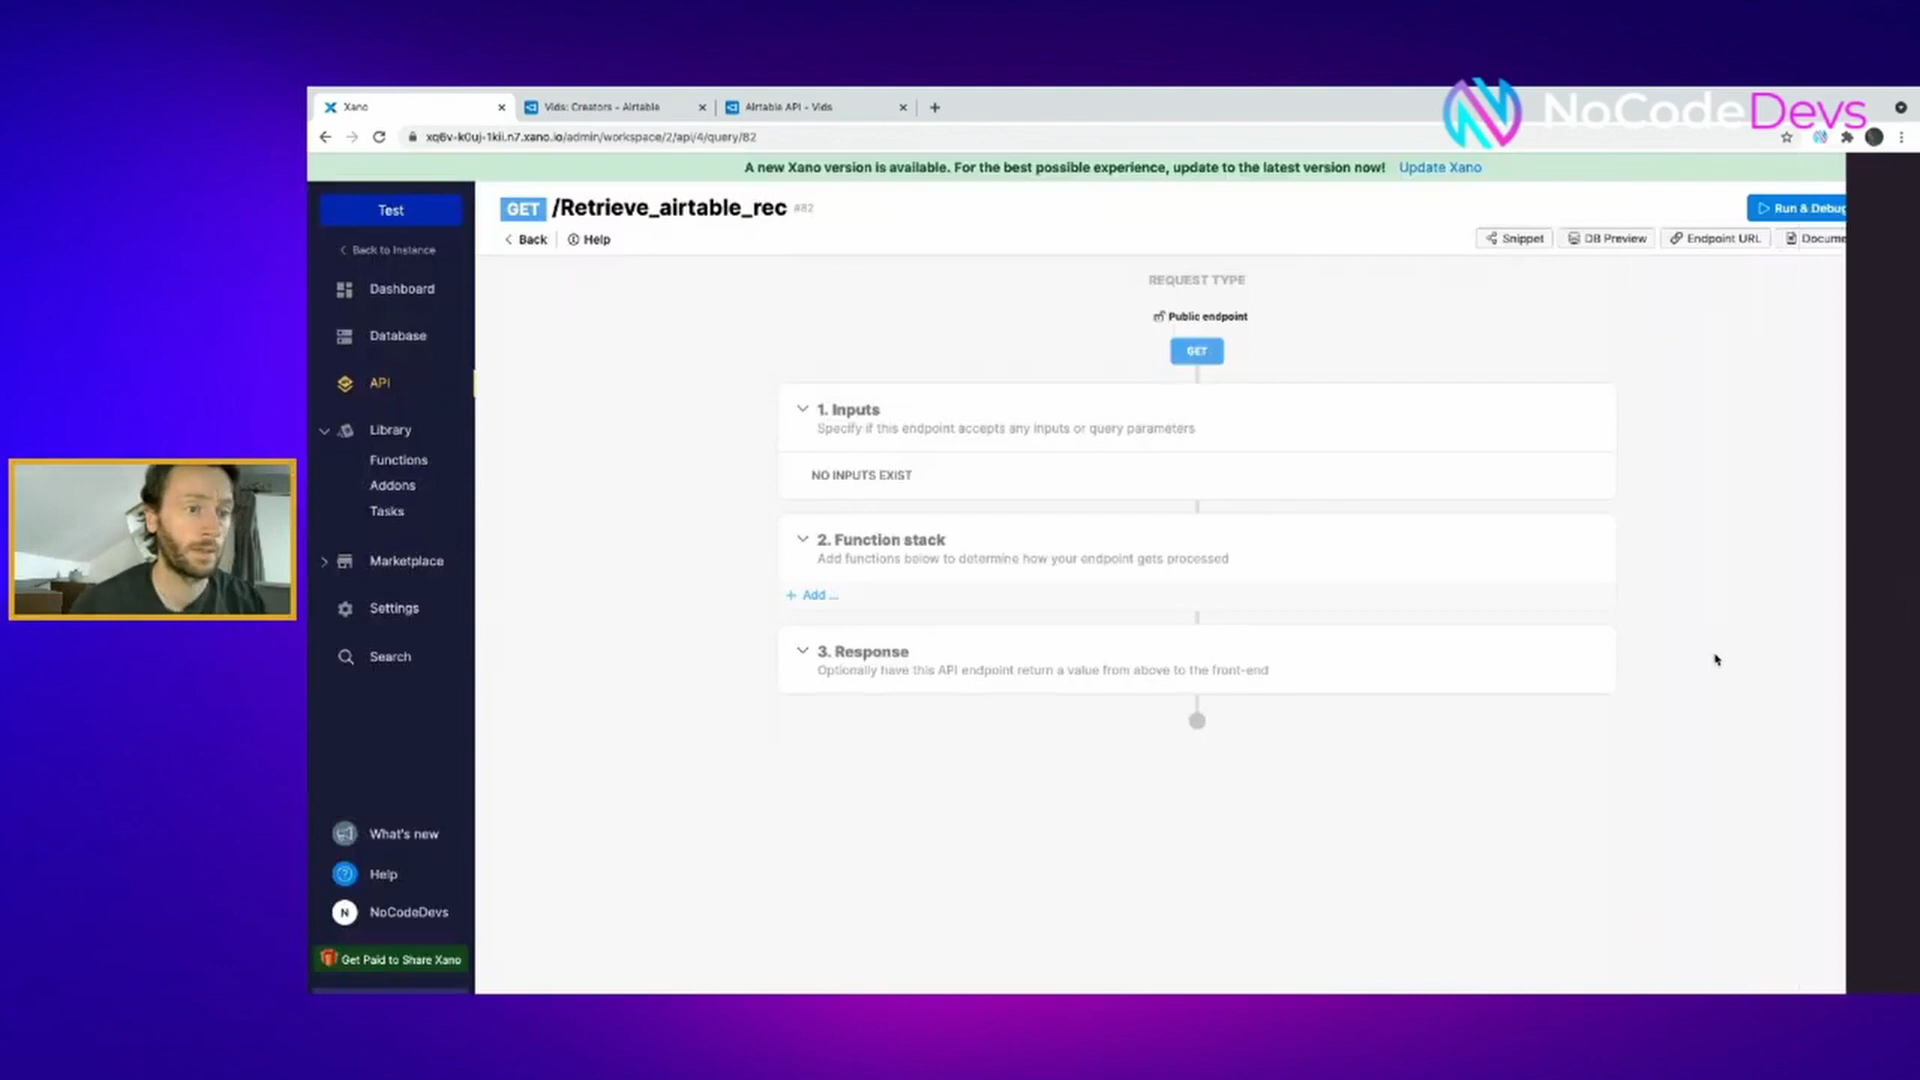 NoCodeDevs
Xano
Vids: Creators - Airtable
Airtable API - Vids
xq6v-k0uj-1kii.n7.xano.io/admin/workspace/2/api/4/query/82
A new Xano version is available. For the best possible experience, update to the latest version now! Update Xano
Test
Back to Instance
Dashboard
Database
API
Library
Functions
Addons
Tasks
Marketplace
Settings
Search
What's new
Help
N NoCodeDevs
Get Paid to Share Xano
GET /Retrieve_airtable_rec #82
Run & Debug
Back
Help
Snippet
DB Preview
Endpoint URL
Docume
REQUEST TYPE
Public endpoint
GET
1. Inputs
Specify if this endpoint accepts any inputs or query parameters
NO INPUTS EXIST
2. Function stack
Add functions below to determine how your endpoint gets processed
+ Add ...
3. Response
Optionally have this API endpoint return a value from above to the front-end